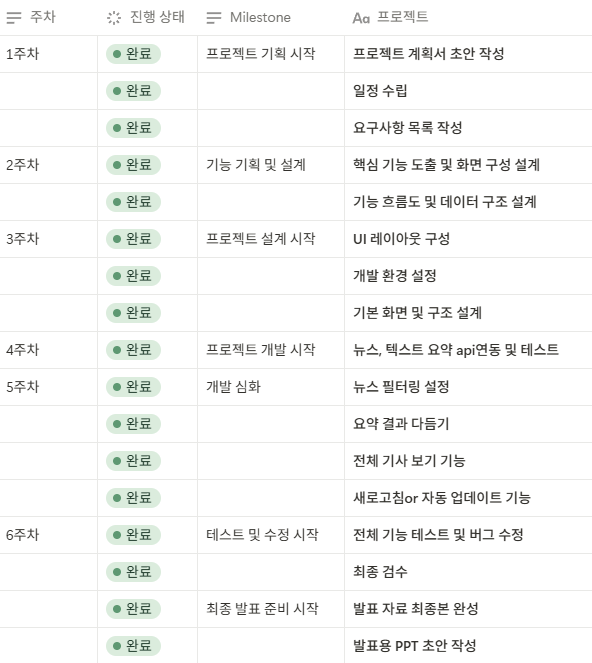 주차 진행 상태 Milestone Aa 프로젝트
1주차 완료 프로젝트 기획 시작 프로젝트 계획서 초안 작성
완료 일정 수립
완료 요구사항 목록 작성
2주차 완료 기능 기획 및 설계 핵심 기능 도출 및 화면 구성 설계
완료 기능 흐름도 및 데이터 구조 설계
3주차 완료 프로젝트 설계 시작 UI 레이아웃 구성
완료 개발 환경 설정
완료 기본 화면 및 구조 설계
4주차 완료 프로젝트 개발 시작 뉴스, 텍스트 요약 api연동 및 테스트
5주차 완료 개발 심화 뉴스 필터링 설정
완료 요약 결과 다듬기
완료 전체 기사 보기 기능
완료 새로고침or 자동 업데이트 기능
6주차 완료 테스트 및 수정 시작 전체 기능 테스트 및 버그 수정
완료 최종 검수
완료 최종 발표 준비 시작 발표 자료 최종본 완성
완료 발표용 PPT 초안 작성